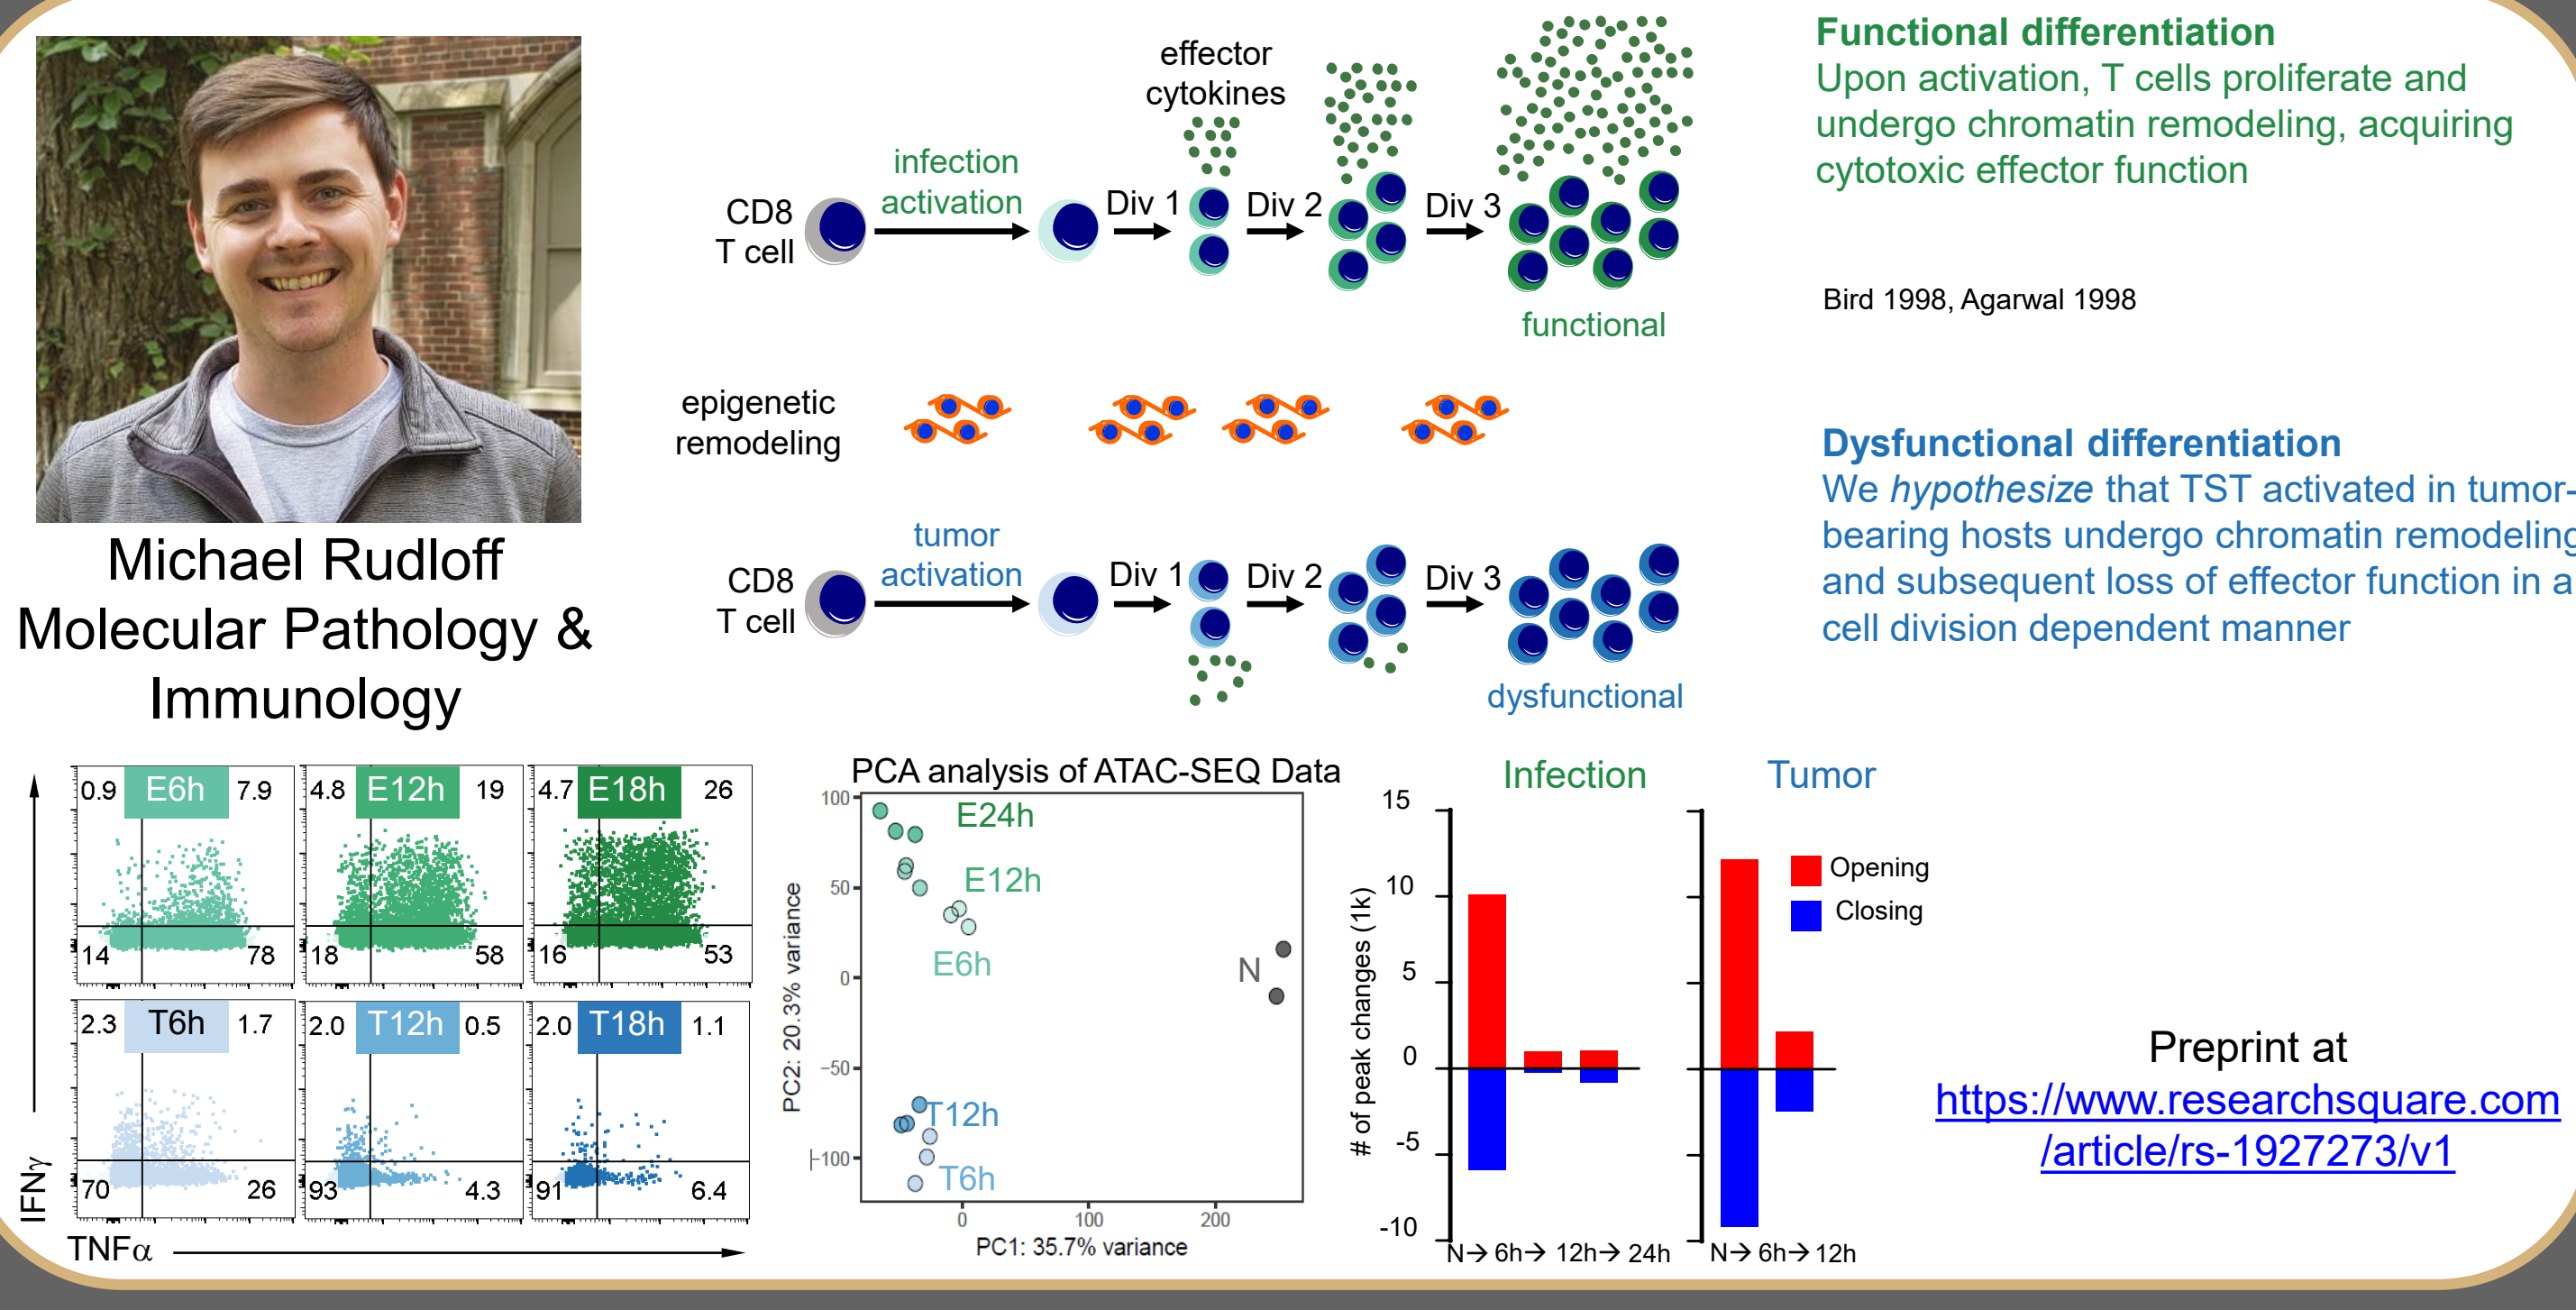 Michael Rudloff
Molecular Pathology &
Immunology
effector
cytokines
infection
activation
CD8
T cell
Div 1
Div 2
Div 3
functional
epigenetic
remodeling
tumor
activation
CD8
T cell
Div 1
Div 2
Div 3
dysfunctional
Functional differentiation
Upon activation, T cells proliferate and
undergo chromatin remodeling, acquiring
cytotoxic effector function
Bird 1998, Agarwal 1998
Dysfunctional differentiation
We hypothesize that TST activated in tumor-
bearing hosts undergo chromatin remodeling
and subsequent loss of effector function in a
cell division dependent manner
0.9 E6h 7.9
14 78
4.8 E12h 19
18 58
4.7 E18h 26
16 53
2.3 T6h 1.7
70 26
2.0 T12h 0.5
93 4.3
2.0 T18h 1.1
91 6.4
IFNγ
TNFα
PCA analysis of ATAC-SEQ Data
100
50
0
−50
−100
PC2: 20.3% variance
E24h
E12h
E6h
N
T12h
T6h
0 100 200
PC1: 35.7% variance
Infection
Tumor
# of peak changes (1k)
15
10
5
0
-5
-10
Opening
Closing
N→ 6h→ 12h→ 24h
N→ 6h→12h
Preprint at
https://www.researchsquare.com
/article/rs-1927273/v1